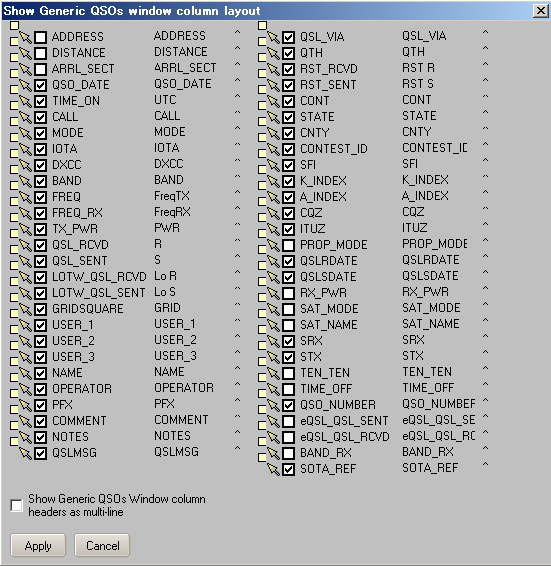 Show Generic QSOs window column layout
ADDRESS ADDRESS ^
DISTANCE DISTANCE ^
ARRL_SECT ARRL_SECT ^
QSO_DATE QSO_DATE ^
TIME_ON UTC ^
CALL CALL ^
MODE MODE ^
IOTA IOTA ^
DXCC DXCC ^
BAND BAND ^
FREQ FreqTX ^
FREQ_RX FreqRX ^
TX_PWR PWR ^
QSL_RCVD R ^
QSL_SENT S ^
LOTW_QSL_RCVD Lo R ^
LOTW_QSL_SENT Lo S ^
GRIDSQUARE GRID ^
USER_1 USER_1 ^
USER_2 USER_2 ^
USER_3 USER_3 ^
NAME NAME ^
OPERATOR OPERATOR ^
PFX PFX ^
COMMENT COMMENT ^
NOTES NOTES ^
QSLMSG QSLMSG ^
QSL_VIA QSL_VIA ^
QTH QTH ^
RST_RCVD RST R ^
RST_SENT RST S ^
CONT CONT ^
STATE STATE ^
CNTY CNTY ^
CONTEST_ID CONTEST_ID ^
SFI SFI ^
K_INDEX K_INDEX ^
A_INDEX A_INDEX ^
CQZ CQZ ^
ITUZ ITUZ ^
PROP_MODE PROP_MODE ^
QSLRDATE QSLRDATE ^
QSLSDATE QSLSDATE ^
RX_PWR RX_PWR ^
SAT_MODE SAT_MODE ^
SAT_NAME SAT_NAME ^
SRX SRX ^
STX STX ^
TEN_TEN TEN_TEN ^
TIME_OFF TIME_OFF ^
QSO_NUMBER QSO_NUMBER ^
eQSL_QSL_SENT eQSL_QSL_SE ^
eQSL_QSL_RCVD eQSL_QSL_RC ^
BAND_RX BAND_RX ^
SOTA_REF SOTA_REF ^
Show Generic QSOs Window column
headers as multi-line
Apply Cancel